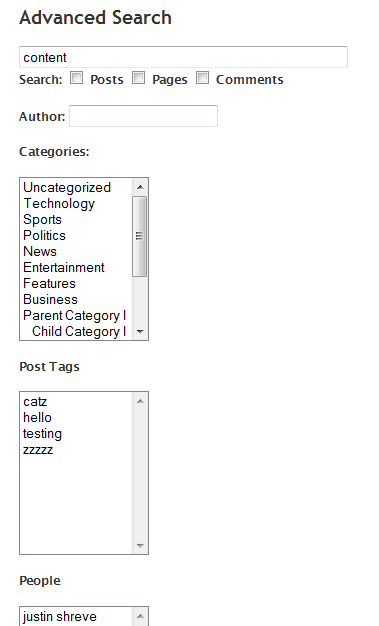 Advanced Search
content
Search: Posts Pages Comments
Author:
Categories:
Uncategorized
Technology
Sports
Politics
News
Entertainment
Features
Business
Parent Category I
Child Category I
Post Tags
catz
hello
testing
zzzzz
People
justin shreve